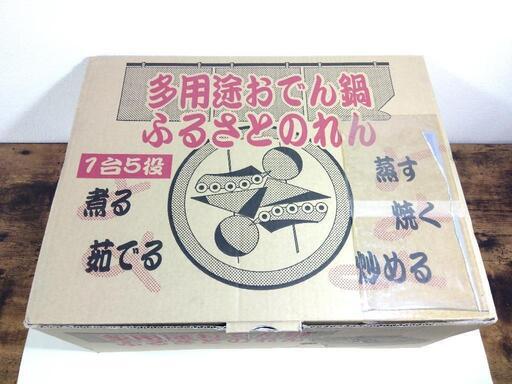 多用途おでん鍋
ふるさとのれん
1台5役
煮る
茹でる
蒸す
焼く
炒める